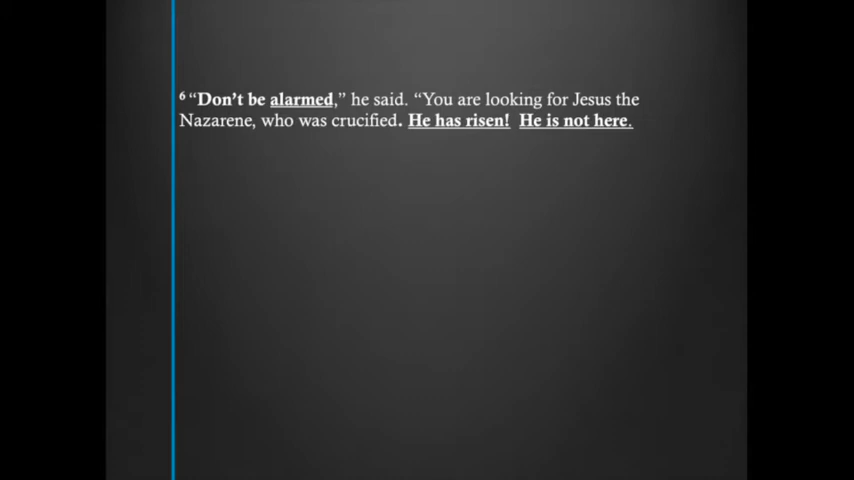 ⁶ “Don’t be alarmed,” he said. “You are looking for Jesus the
Nazarene, who was crucified. He has risen! He is not here.